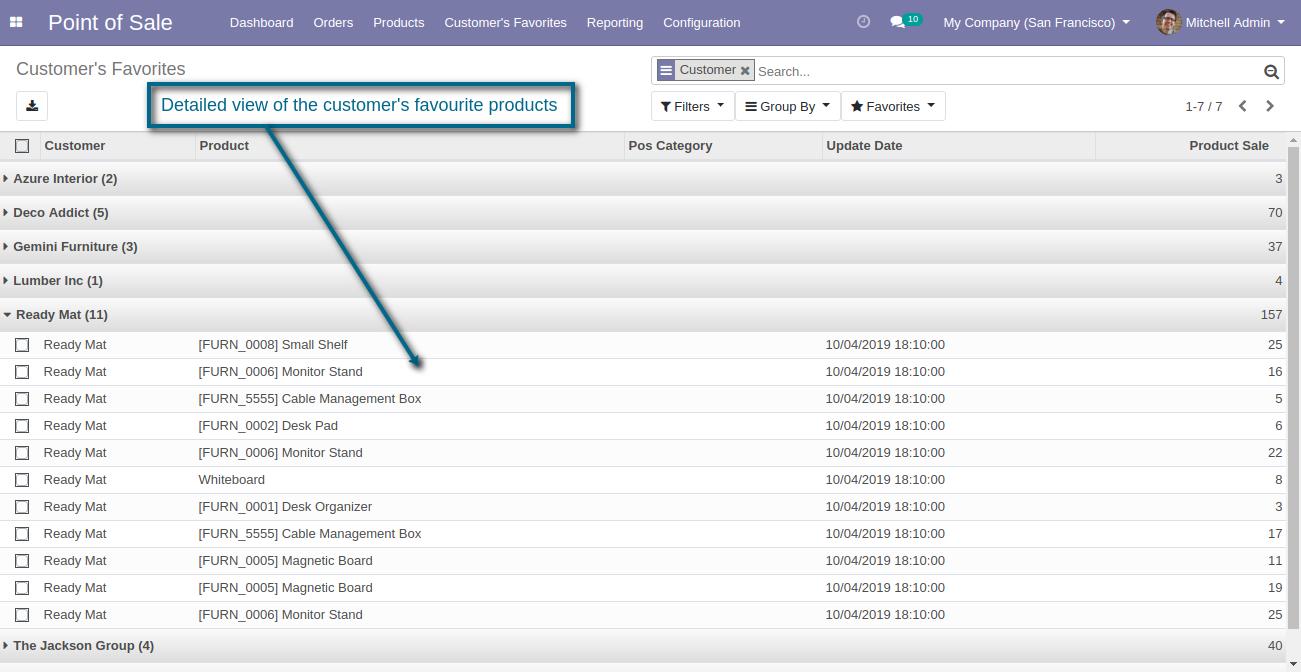 Point of Sale Dashboard Orders Products Customer's Favorites Reporting Configuration 10 My Company (San Francisco) Mitchell Admin
Customer's Favorites Customer Search...
Detailed view of the customer's favourite products Filters Group By Favorites 1-7 / 7
Customer Product Pos Category Update Date Product Sale
Azure Interior (2) 3
Deco Addict (5) 70
Gemini Furniture (3) 37
Lumber Inc (1) 4
Ready Mat (11) 157
Ready Mat [FURN_0008] Small Shelf 10/04/2019 18:10:00 25
Ready Mat [FURN_0006] Monitor Stand 10/04/2019 18:10:00 16
Ready Mat [FURN_5555] Cable Management Box 10/04/2019 18:10:00 5
Ready Mat [FURN_0002] Desk Pad 10/04/2019 18:10:00 6
Ready Mat [FURN_0006] Monitor Stand 10/04/2019 18:10:00 22
Ready Mat Whiteboard 10/04/2019 18:10:00 8
Ready Mat [FURN_0001] Desk Organizer 10/04/2019 18:10:00 3
Ready Mat [FURN_5555] Cable Management Box 10/04/2019 18:10:00 17
Ready Mat [FURN_0005] Magnetic Board 10/04/2019 18:10:00 11
Ready Mat [FURN_0005] Magnetic Board 10/04/2019 18:10:00 19
Ready Mat [FURN_0006] Monitor Stand 10/04/2019 18:10:00 25
The Jackson Group (4) 40